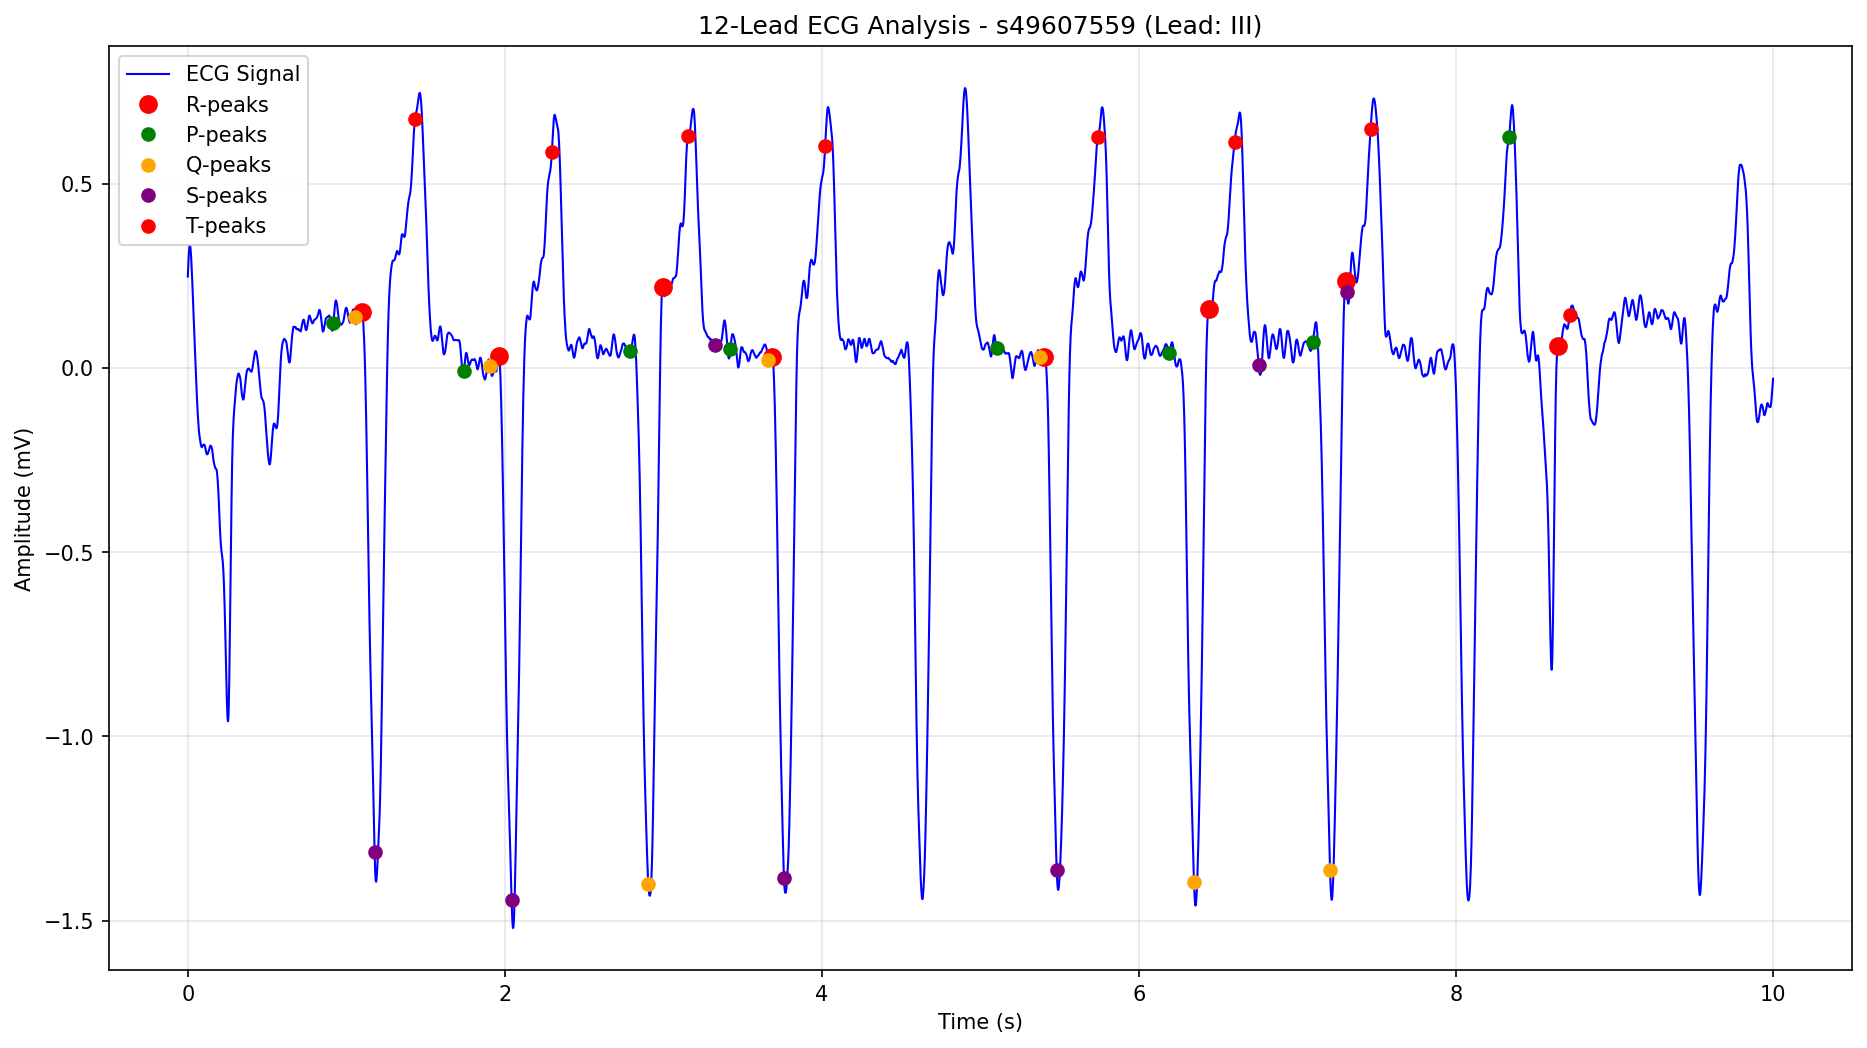 12-Lead ECG Analysis - s49607559 (Lead: III)
ECG Signal
R-peaks
P-peaks
Q-peaks
S-peaks
T-peaks
Amplitude (mV)
0.5
0.0
−0.5
−1.0
−1.5
0 2 4 6 8 10
Time (s)